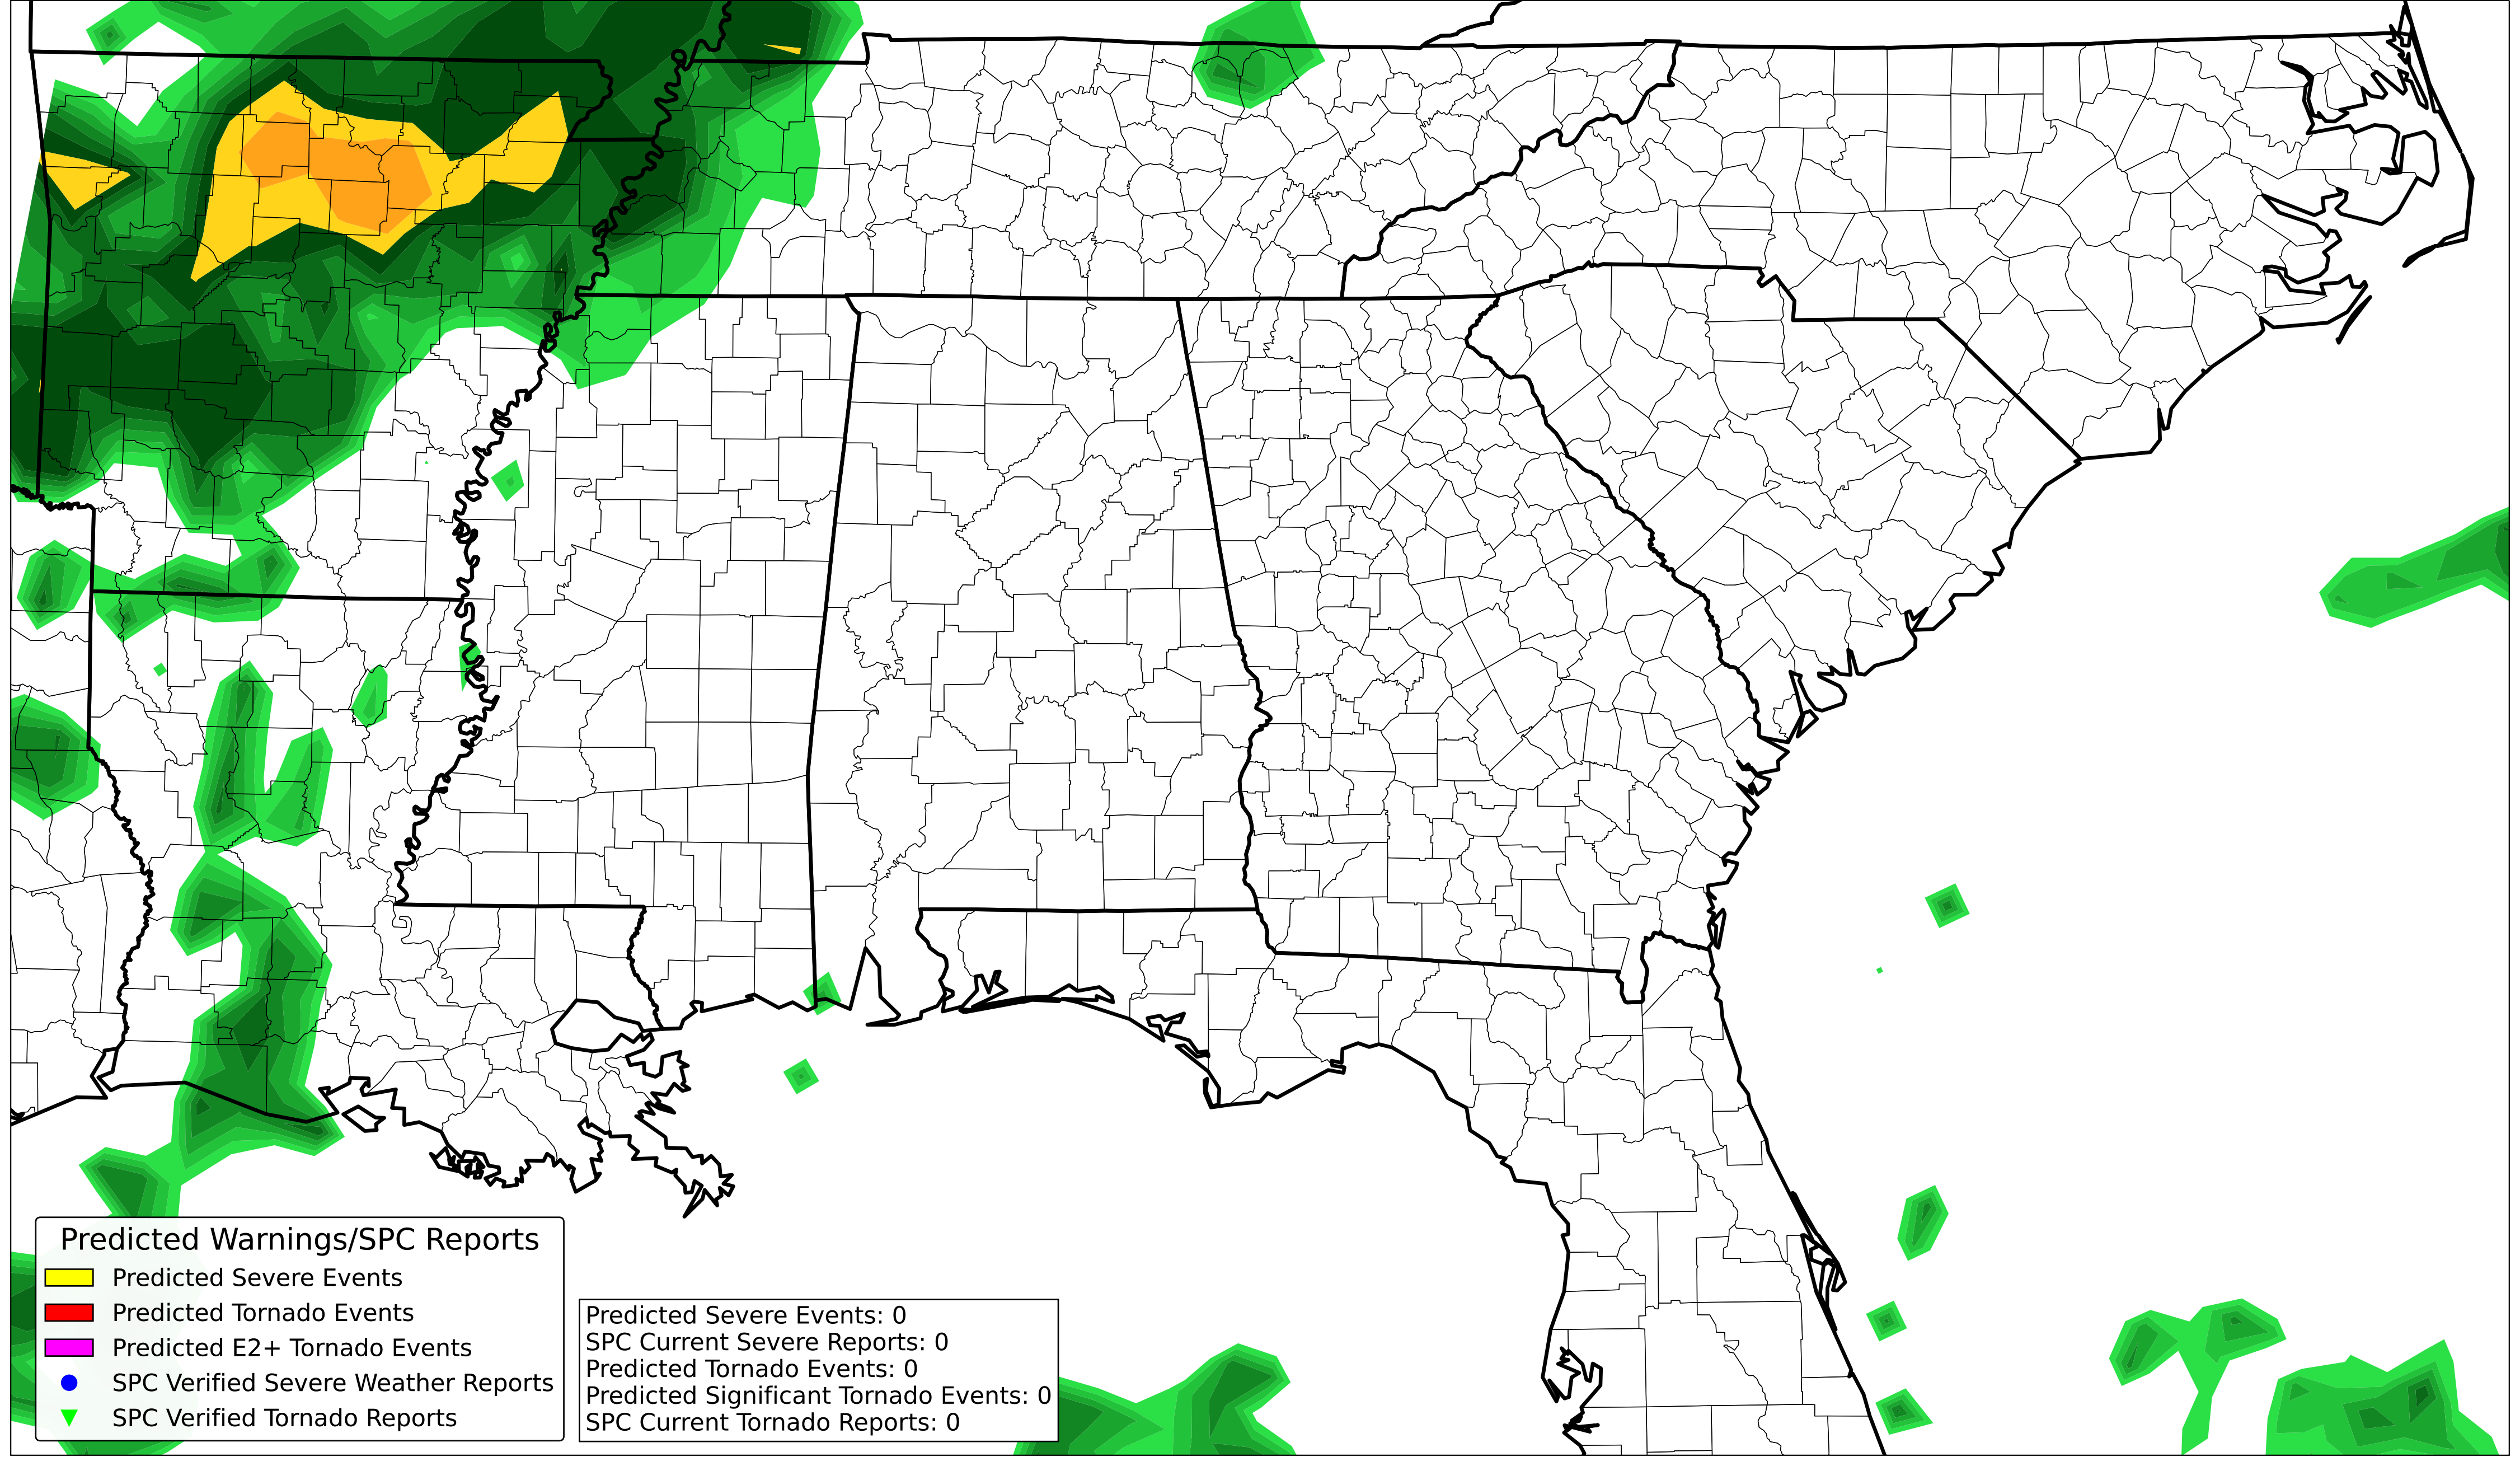 Predicted Warnings/SPC Reports
Predicted Severe Events
Predicted Tornado Events
Predicted E2+ Tornado Events
SPC Verified Severe Weather Reports
SPC Verified Tornado Reports
Predicted Severe Events: 0
SPC Current Severe Reports: 0
Predicted Tornado Events: 0
Predicted Significant Tornado Events: 0
SPC Current Tornado Reports: 0